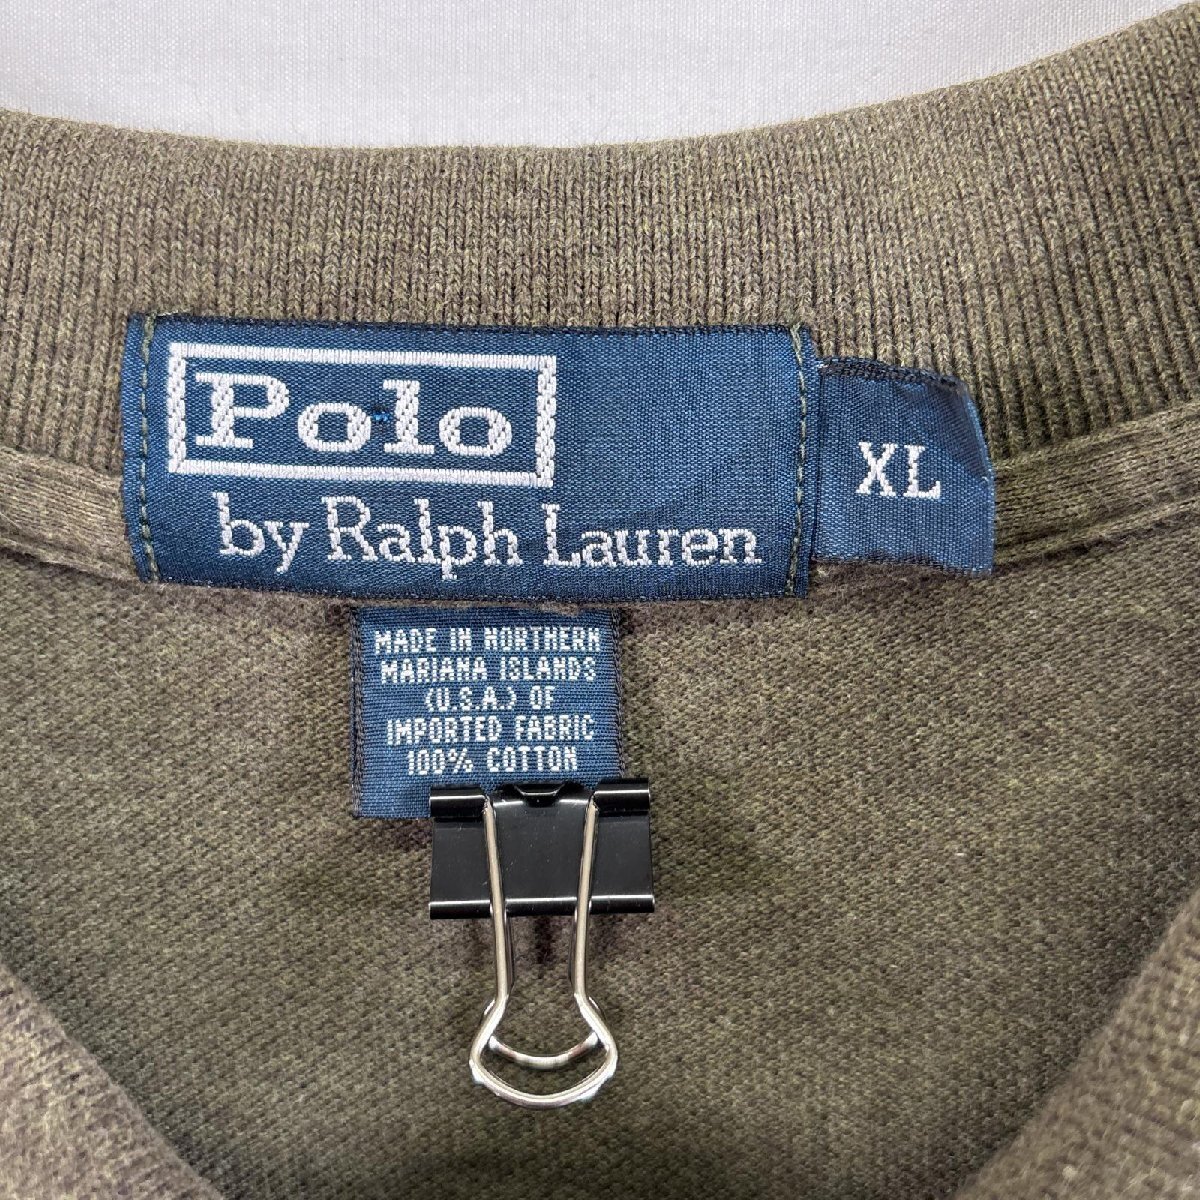 Polo
by Ralph Lauren
XL
MADE IN NORTHERN
MARIANA ISLANDS
(U.S.A.) OF
IMPORTED FABRIC
100% COTTON